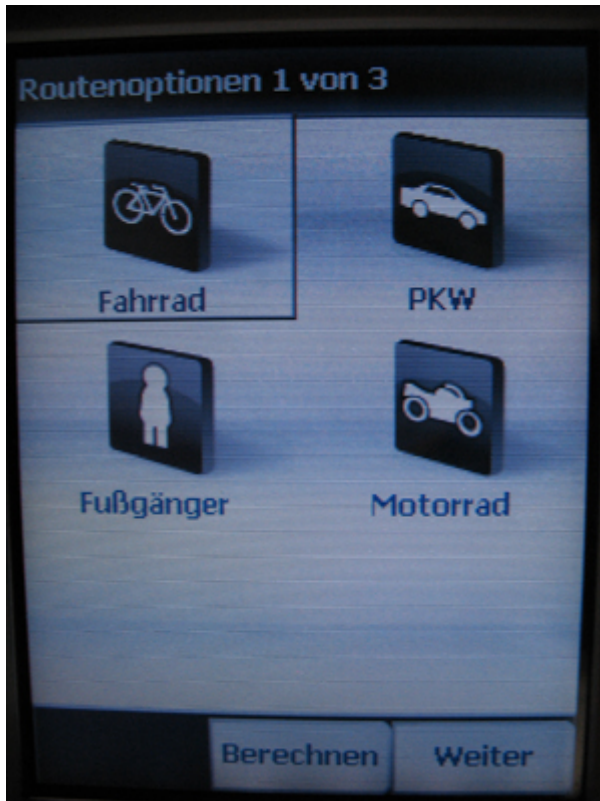 Routenoptionen 1 von 3
Fahrrad
PKW
Fußgänger
Motorrad
Berechnen
Weiter